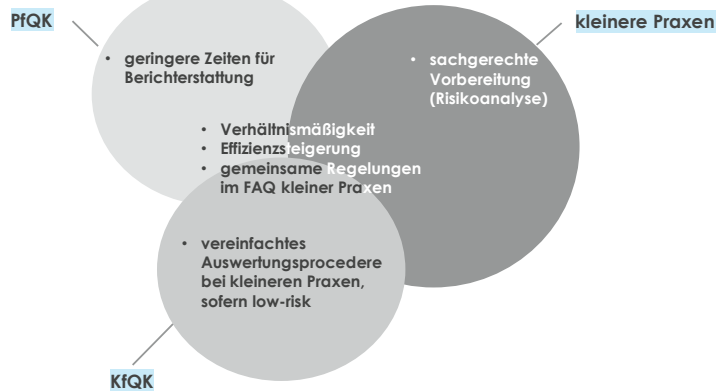 PfQK
kleinere Praxen
• geringere Zeiten für
Berichterstattung
• sachgerechte
Vorbereitung
(Risikoanalyse)
• Verhältnismäßigkeit
• Effizienzsteigerung
• gemeinsame Regelungen
im FAQ kleiner Praxen
• vereinfachtes
Auswertungsprocedere
bei kleineren Praxen,
sofern low-risk
KfQK